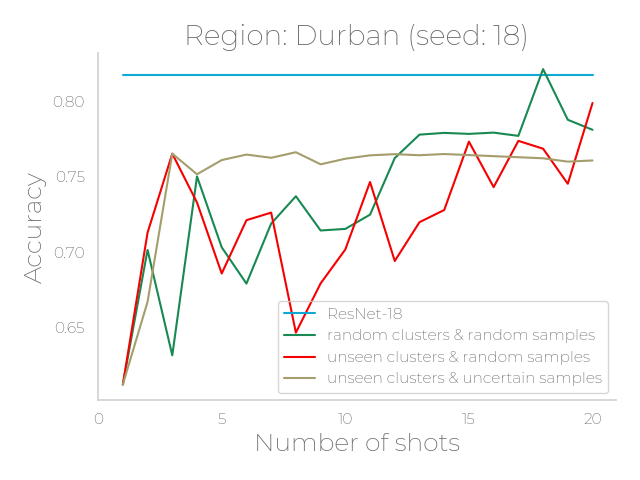 Region: Durban (seed: 18)
Accuracy
0.80
0.75
0.70
0.65
ResNet-18
random clusters & random samples
unseen clusters & random samples
unseen clusters & uncertain samples
0 5 10 15 20
Number of shots